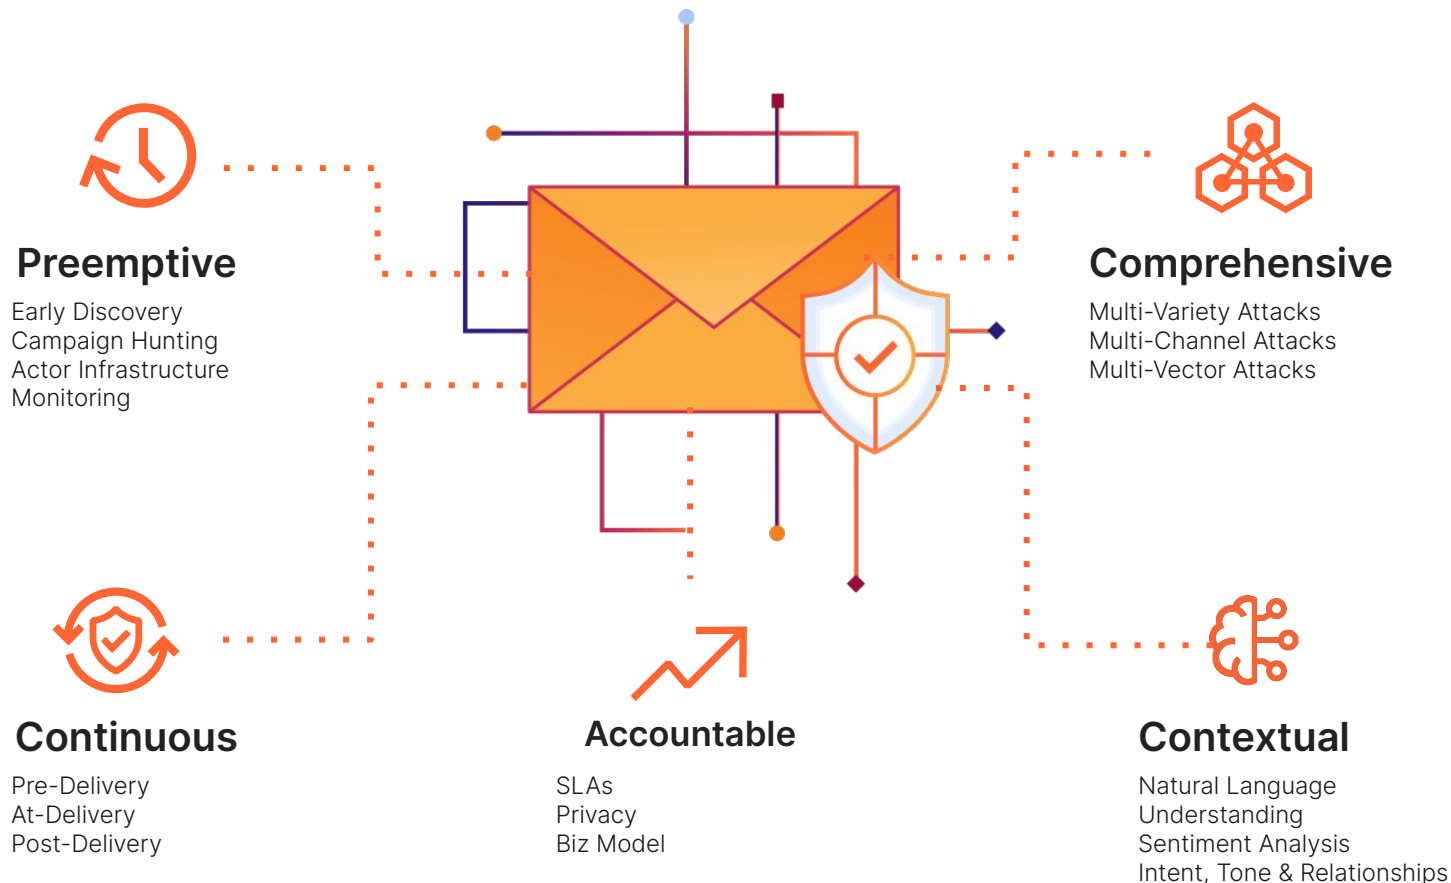 Preemptive
Early Discovery
Campaign Hunting
Actor Infrastructure
Monitoring
Comprehensive
Multi-Variety Attacks
Multi-Channel Attacks
Multi-Vector Attacks
Continuous
Pre-Delivery
At-Delivery
Post-Delivery
Accountable
SLAs
Privacy
Biz Model
Contextual
Natural Language
Understanding
Sentiment Analysis
Intent, Tone & Relationships